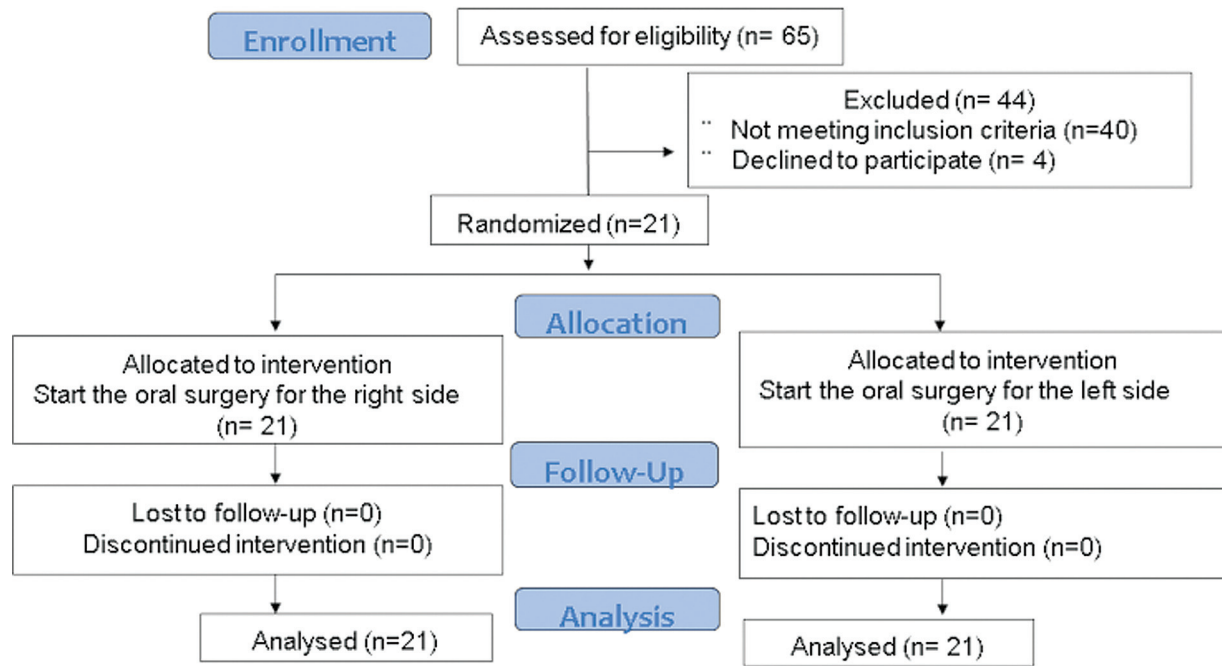 Enrollment
Assessed for eligibility (n= 65)
Excluded (n= 44)
¨ Not meeting inclusion criteria (n=40)
¨ Declined to participate (n= 4)
Randomized (n=21)
Allocation
Allocated to intervention
Start the oral surgery for the right side
(n= 21)
Allocated to intervention
Start the oral surgery for the left side
(n= 21)
Follow-Up
Lost to follow-up (n=0)
Discontinued intervention (n=0)
Lost to follow-up (n=0)
Discontinued intervention (n=0)
Analysis
Analysed (n=21)
Analysed (n= 21)